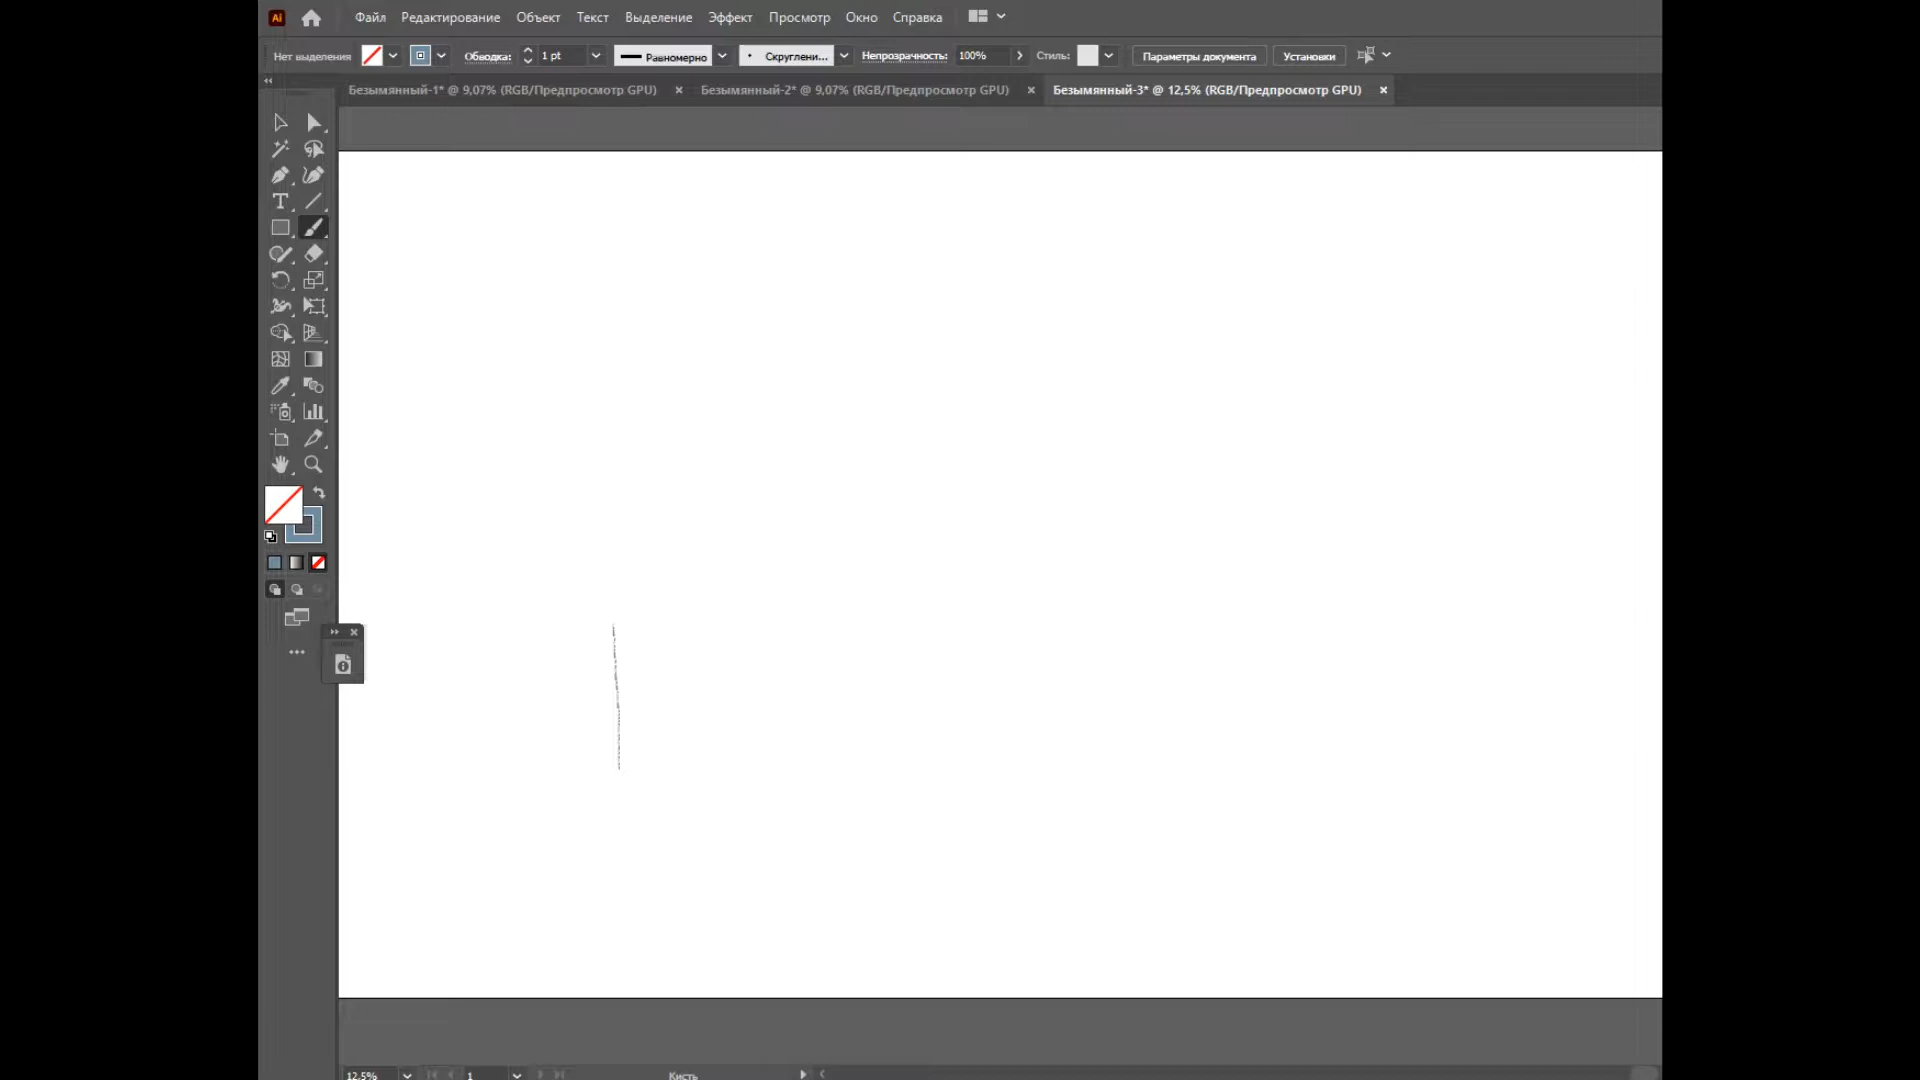 Ai Файл Редактирование Объект Текст Выделение Эффект Просмотр Окно Справка
Нет выделения Обводка: 1 pt Равномерно Скруглени... Непрозрачность: 100% Стиль: Параметры документа Установки
Безымянный-1* @ 9,07% (RGB/Предпросмотр GPU) Безымянный-2* @ 9,07% (RGB/Предпросмотр GPU) Безымянный-3* @ 12,5% (RGB/Предпросмотр GPU)
12,5% 1 Кисть